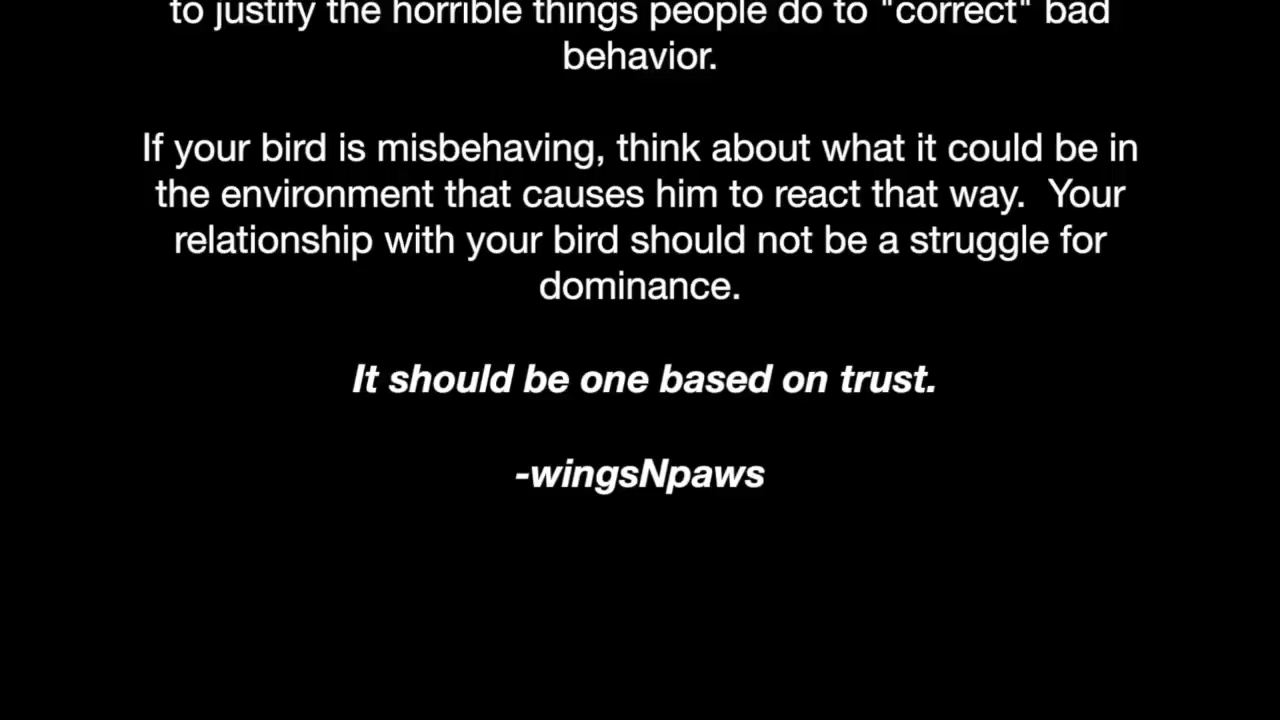 to justify the horrible things people do to "correct" bad
behavior.
If your bird is misbehaving, think about what it could be in
the environment that causes him to react that way.  Your
relationship with your bird should not be a struggle for
dominance.
It should be one based on trust.
-wingsNpaws